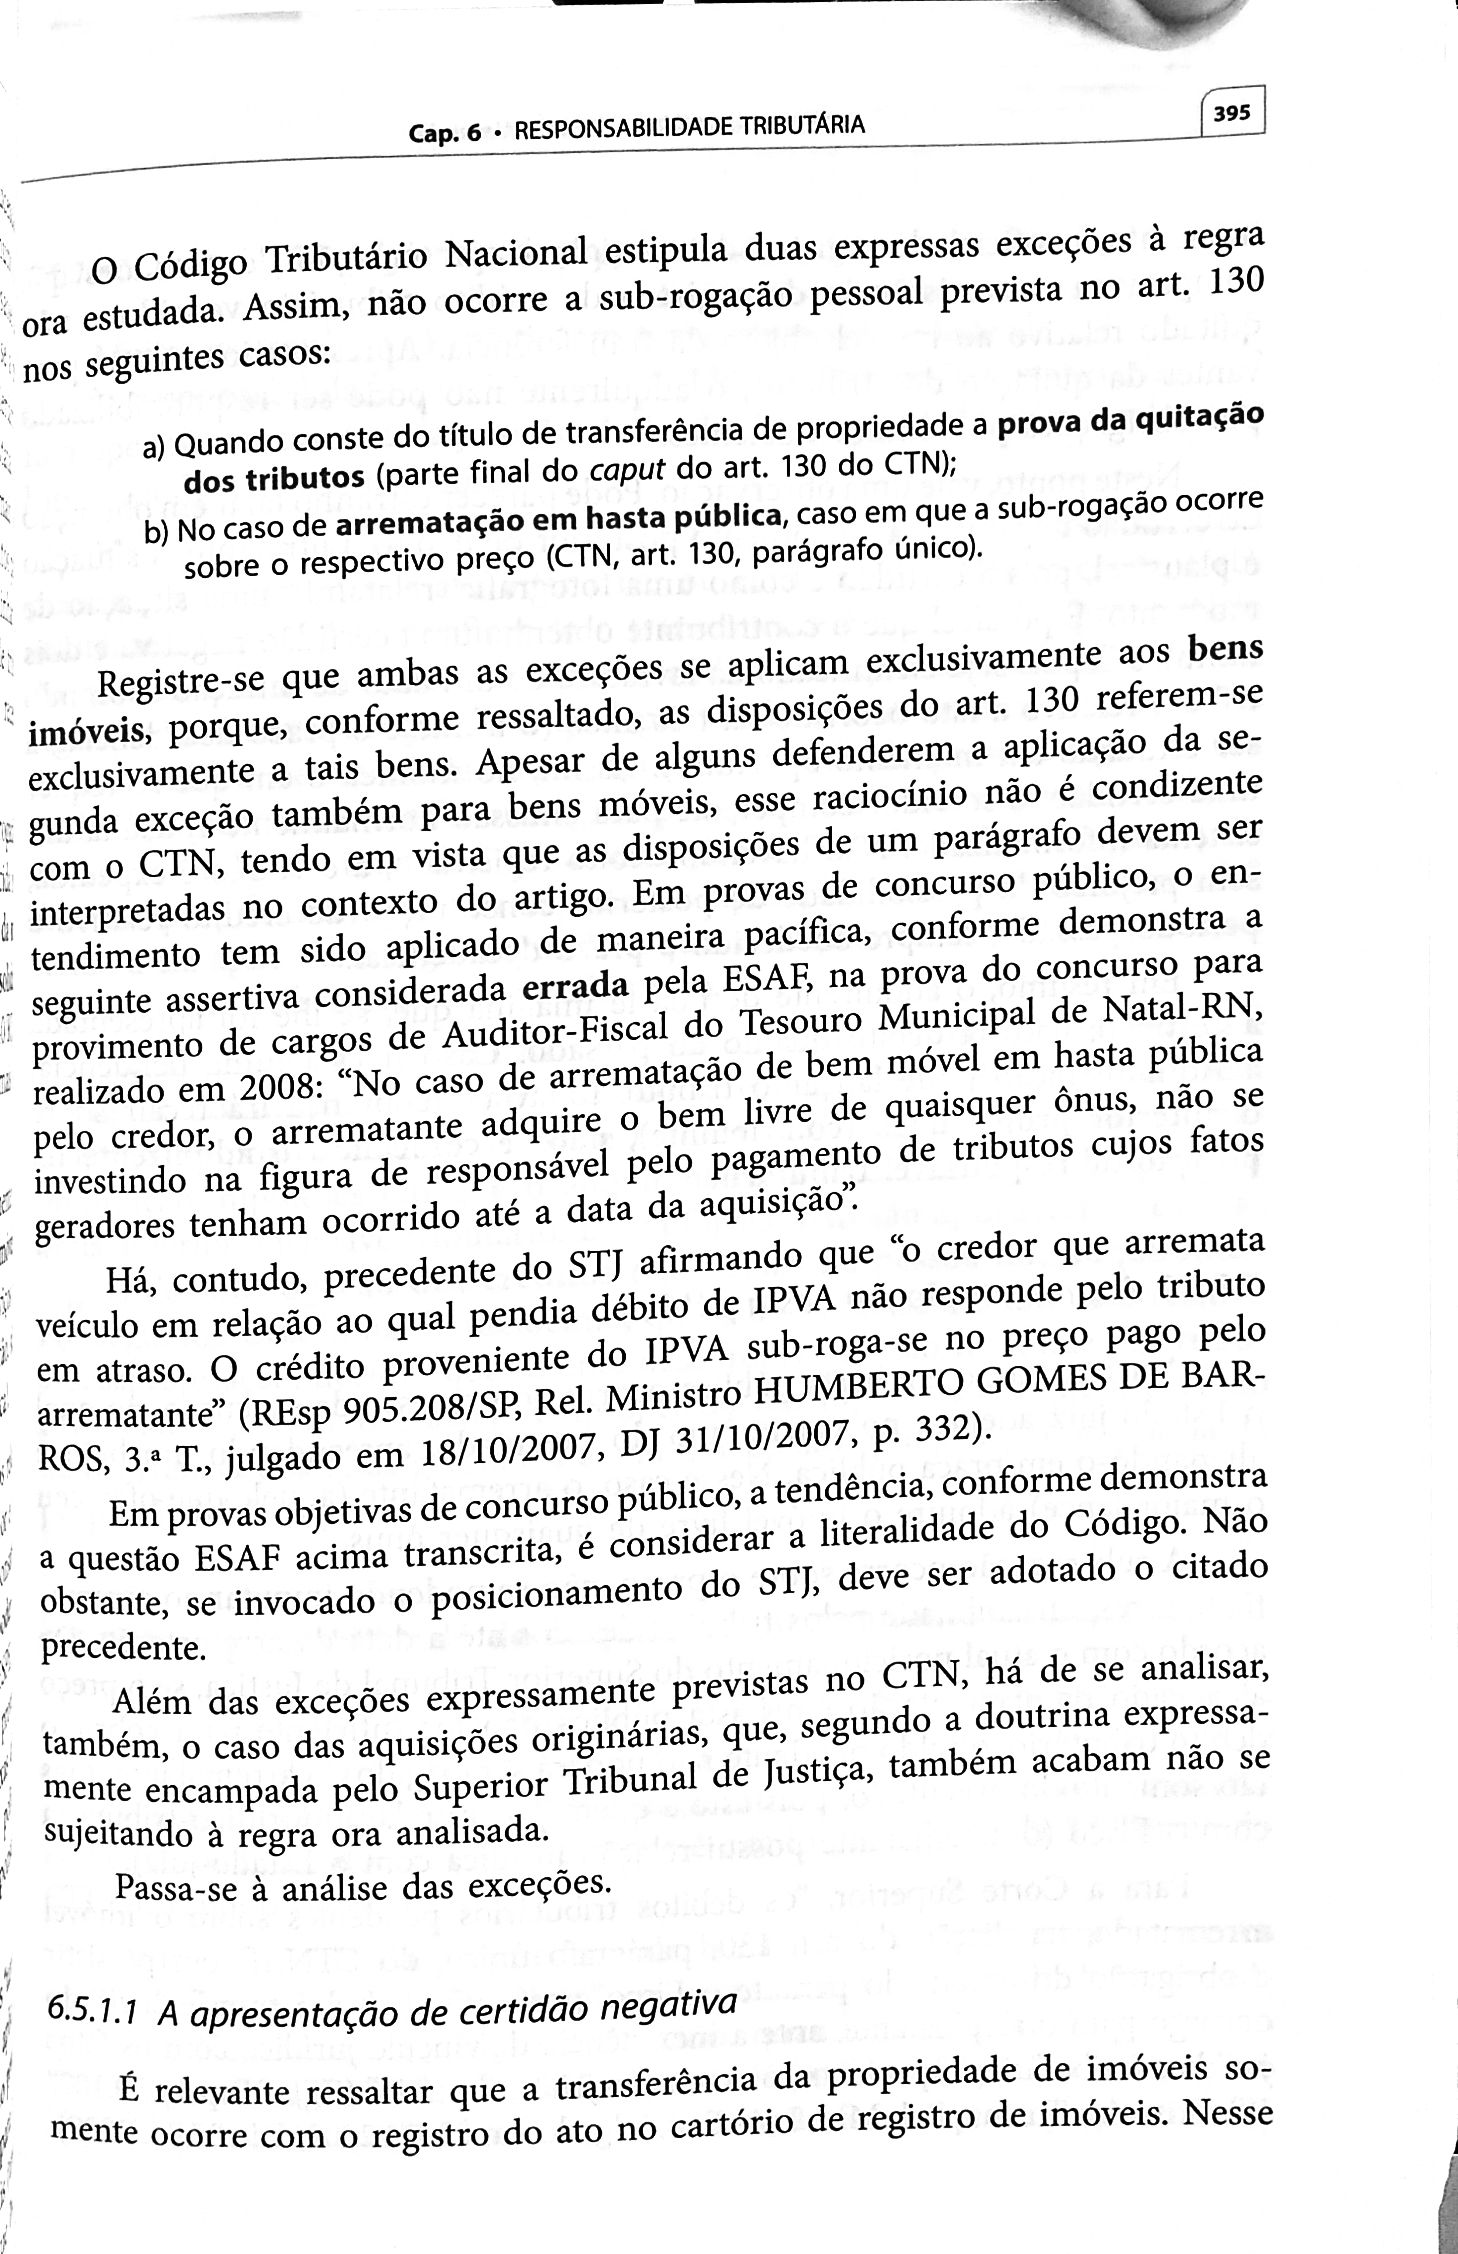 Cap. 6 • RESPONSABILIDADE TRIBUTÁRIA
395
O Código Tributário Nacional estipula duas expressas exceções à regra
ora estudada. Assim, não ocorre a sub-rogação pessoal prevista no art. 130
nos seguintes casos:
a) Quando conste do título de transferência de propriedade a prova da quitação
dos tributos (parte final do caput do art. 130 do CTN);
b) No caso de arrematação em hasta pública, caso em que a sub-rogação ocorre
sobre o respectivo preço (CTN, art. 130, parágrafo único).
Registre-se que ambas as exceções se aplicam exclusivamente aos bens
imóveis, porque, conforme ressaltado, as disposições do art. 130 referem-se
exclusivamente a tais bens. Apesar de alguns defenderem a aplicação da se-
gunda exceção também para bens móveis, esse raciocínio não é condizente
com o CTN, tendo em vista que as disposições de um parágrafo devem ser
interpretadas no contexto do artigo. Em provas de concurso público, o en-
tendimento tem sido aplicado de maneira pacífica, conforme demonstra a
seguinte assertiva considerada errada pela ESAF, na prova do concurso para
provimento de cargos de Auditor-Fiscal do Tesouro Municipal de Natal-RN,
realizado em 2008: “No caso de arrematação de bem móvel em hasta pública
pelo credor, o arrematante adquire o bem livre de quaisquer ônus, não se
investindo na figura de responsável pelo pagamento de tributos cujos fatos
geradores tenham ocorrido até a data da aquisição”.
Há, contudo, precedente do STJ afirmando que “o credor que arremata
veículo em relação ao qual pendia débito de IPVA não responde pelo tributo
em atraso. O crédito proveniente do IPVA sub-roga-se no preço pago pelo
arrematante” (REsp 905.208/SP, Rel. Ministro HUMBERTO GOMES DE BAR-
ROS, 3.ª T., julgado em 18/10/2007, DJ 31/10/2007, p. 332).
Em provas objetivas de concurso público, a tendência, conforme demonstra
a questão ESAF acima transcrita, é considerar a literalidade do Código. Não
obstante, se invocado o posicionamento do STJ, deve ser adotado o citado
precedente.
Além das exceções expressamente previstas no CTN, há de se analisar,
também, o caso das aquisições originárias, que, segundo a doutrina expressa-
mente encampada pelo Superior Tribunal de Justiça, também acabam não se
sujeitando à regra ora analisada.
Passa-se à análise das exceções.
6.5.1.1 A apresentação de certidão negativa
É relevante ressaltar que a transferência da propriedade de imóveis so-
mente ocorre com o registro do ato no cartório de registro de imóveis. Nesse